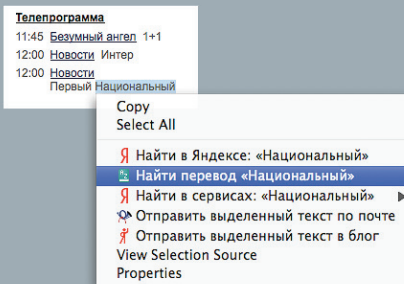 Телепрограмма
11:45 Безумный ангел 1+1
12:00 Новости Интер
12:00 Новости
Первый Национальный
Copy
Select All
Найти в Яндексе: «Национальный»
Найти перевод «Национальный»
Найти в сервисах: «Национальный»
Отправить выделенный текст по почте
Отправить выделенный текст в блог
View Selection Source
Properties